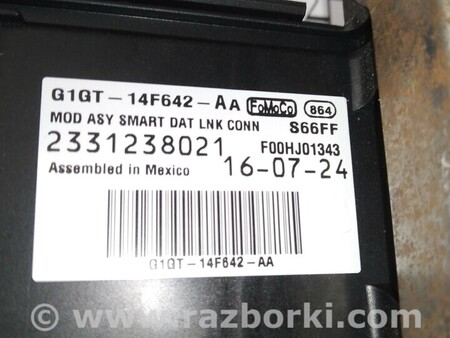 G1GT-14F642-AA FoMoCo 864
MOD ASY SMART DAT LNK CONN S66FF
2331238021 F00HJ01343
Assembled in Mexico 16-07-24
G1GT-14F642-AA
© www.razborki.com